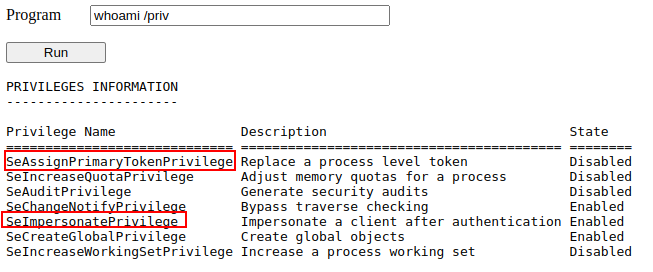 Program whoami /priv
Run
PRIVILEGES INFORMATION
----------------------
Privilege Name Description State
============================= ========================================= ========
SeAssignPrimaryTokenPrivilege Replace a process level token Disabled
SeIncreaseQuotaPrivilege Adjust memory quotas for a process Disabled
SeAuditPrivilege Generate security audits Disabled
SeChangeNotifyPrivilege Bypass traverse checking Enabled
SeImpersonatePrivilege Impersonate a client after authentication Enabled
SeCreateGlobalPrivilege Create global objects Enabled
SeIncreaseWorkingSetPrivilege Increase a process working set Disabled